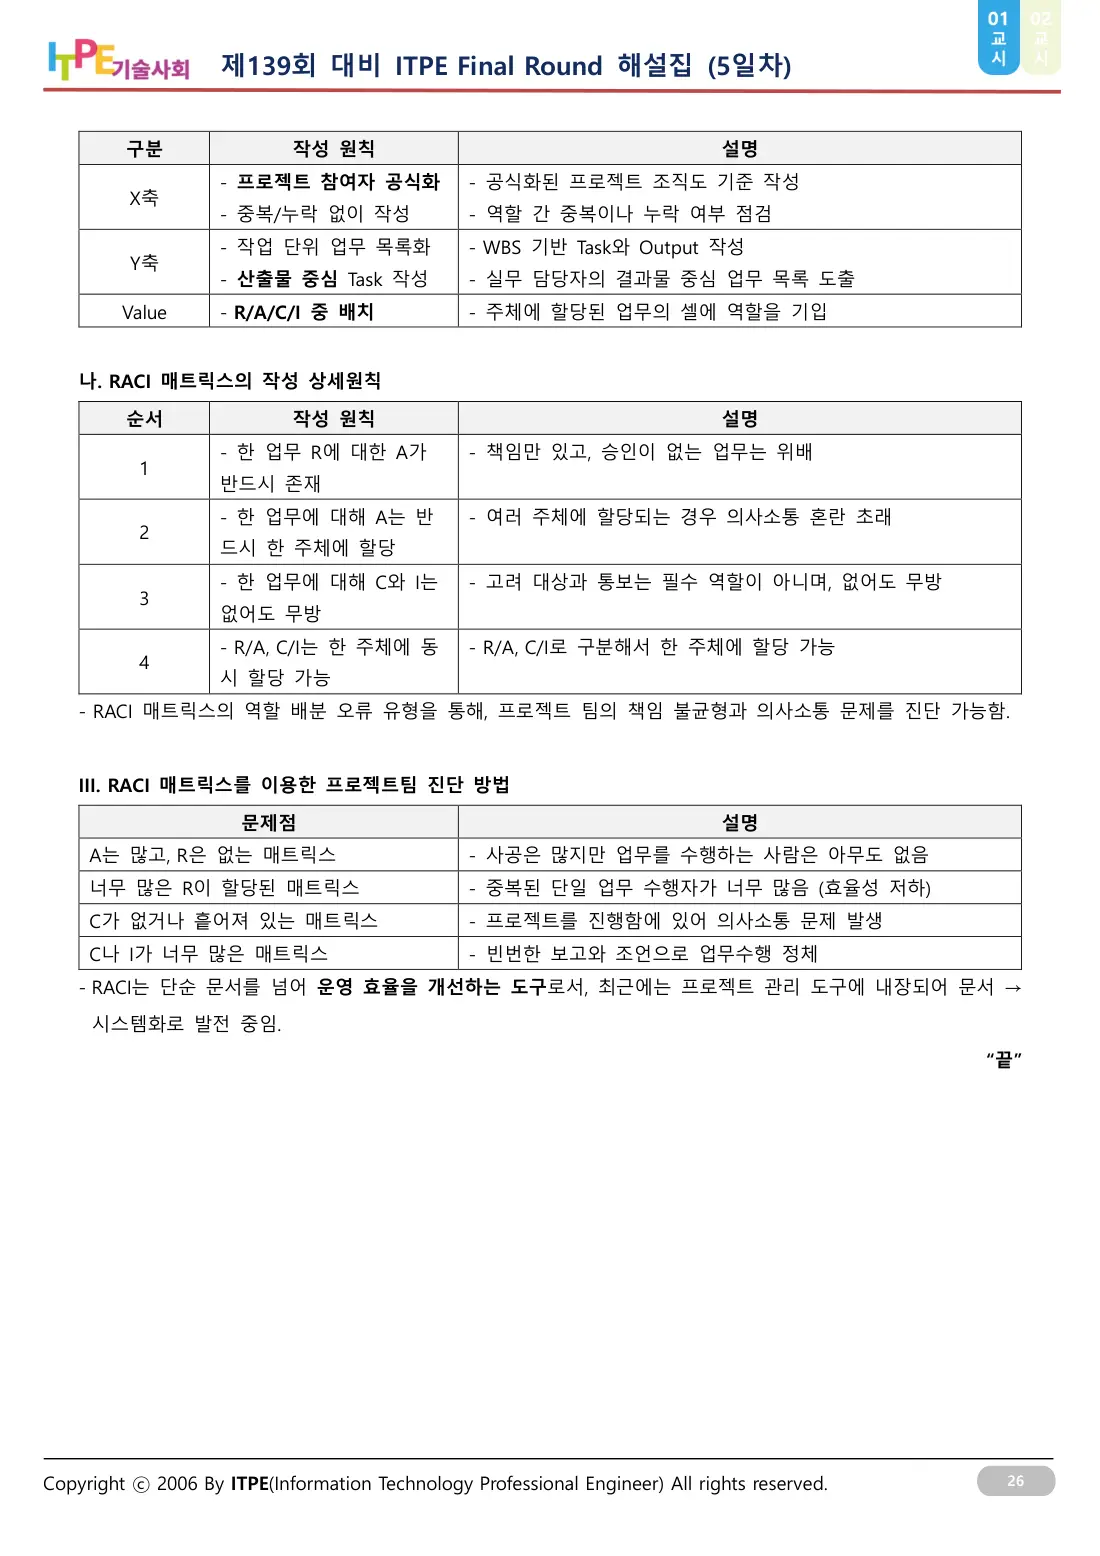 ITPE기술사회 제139회 대비 ITPE Final Round 해설집 (5일차)
01 교 시
02 교 시
구분 작성 원칙 설명
X축
- 프로젝트 참여자 공식화
- 중복/누락 없이 작성
- 공식화된 프로젝트 조직도 기준 작성
- 역할 간 중복이나 누락 여부 점검
Y축
- 작업 단위 업무 목록화
- 산출물 중심 Task 작성
- WBS 기반 Task와 Output 작성
- 실무 담당자의 결과물 중심 업무 목록 도출
Value - R/A/C/I 중 배치 - 주체에 할당된 업무의 셀에 역할을 기입
나. RACI 매트릭스의 작성 상세원칙
순서 작성 원칙 설명
1
- 한 업무 R에 대한 A가
반드시 존재
- 책임만 있고, 승인이 없는 업무는 위배
2
- 한 업무에 대해 A는 반
드시 한 주체에 할당
- 여러 주체에 할당되는 경우 의사소통 혼란 초래
3
- 한 업무에 대해 C와 I는
없어도 무방
- 고려 대상과 통보는 필수 역할이 아니며, 없어도 무방
4
- R/A, C/I는 한 주체에 동
시 할당 가능
- R/A, C/I로 구분해서 한 주체에 할당 가능
- RACI 매트릭스의 역할 배분 오류 유형을 통해, 프로젝트 팀의 책임 불균형과 의사소통 문제를 진단 가능함.
III. RACI 매트릭스를 이용한 프로젝트팀 진단 방법
문제점 설명
A는 많고, R은 없는 매트릭스 - 사공은 많지만 업무를 수행하는 사람은 아무도 없음
너무 많은 R이 할당된 매트릭스 - 중복된 단일 업무 수행자가 너무 많음 (효율성 저하)
C가 없거나 흩어져 있는 매트릭스 - 프로젝트를 진행함에 있어 의사소통 문제 발생
C나 I가 너무 많은 매트릭스 - 빈번한 보고와 조언으로 업무수행 정체
- RACI는 단순 문서를 넘어 운영 효율을 개선하는 도구로서, 최근에는 프로젝트 관리 도구에 내장되어 문서 →
시스템화로 발전 중임.
“끝”
Copyright ⓒ 2006 By ITPE(Information Technology Professional Engineer) All rights reserved.
26